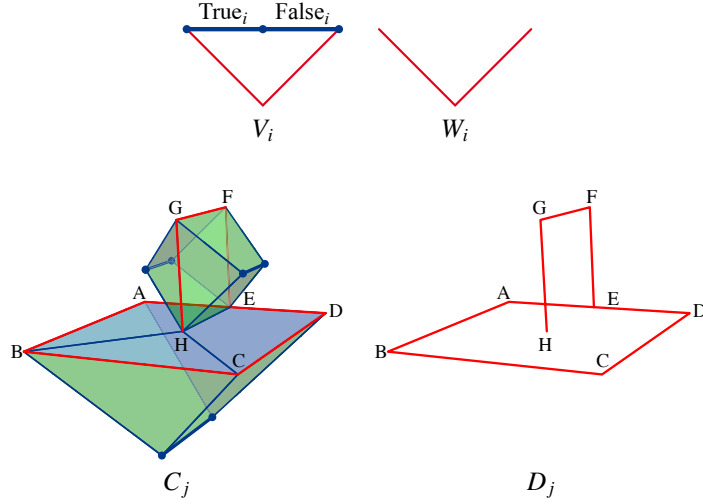 True_i False_i
V_i W_i
G F G F
A E D A E D
B H C B H C
C_j D_j